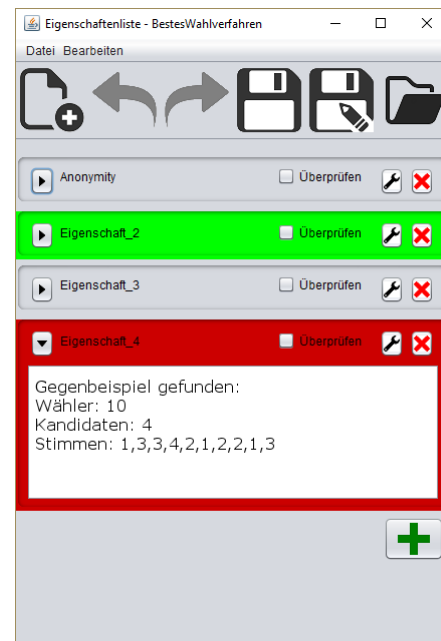 Eigenschaftenliste - BestesWahlverfahren
Datei Bearbeiten
Anonymity Überprüfen
Eigenschaft_2 Überprüfen
Eigenschaft_3 Überprüfen
Eigenschaft_4 Überprüfen
Gegenbeispiel gefunden:
Wähler: 10
Kandidaten: 4
Stimmen: 1,3,3,4,2,1,2,2,1,3